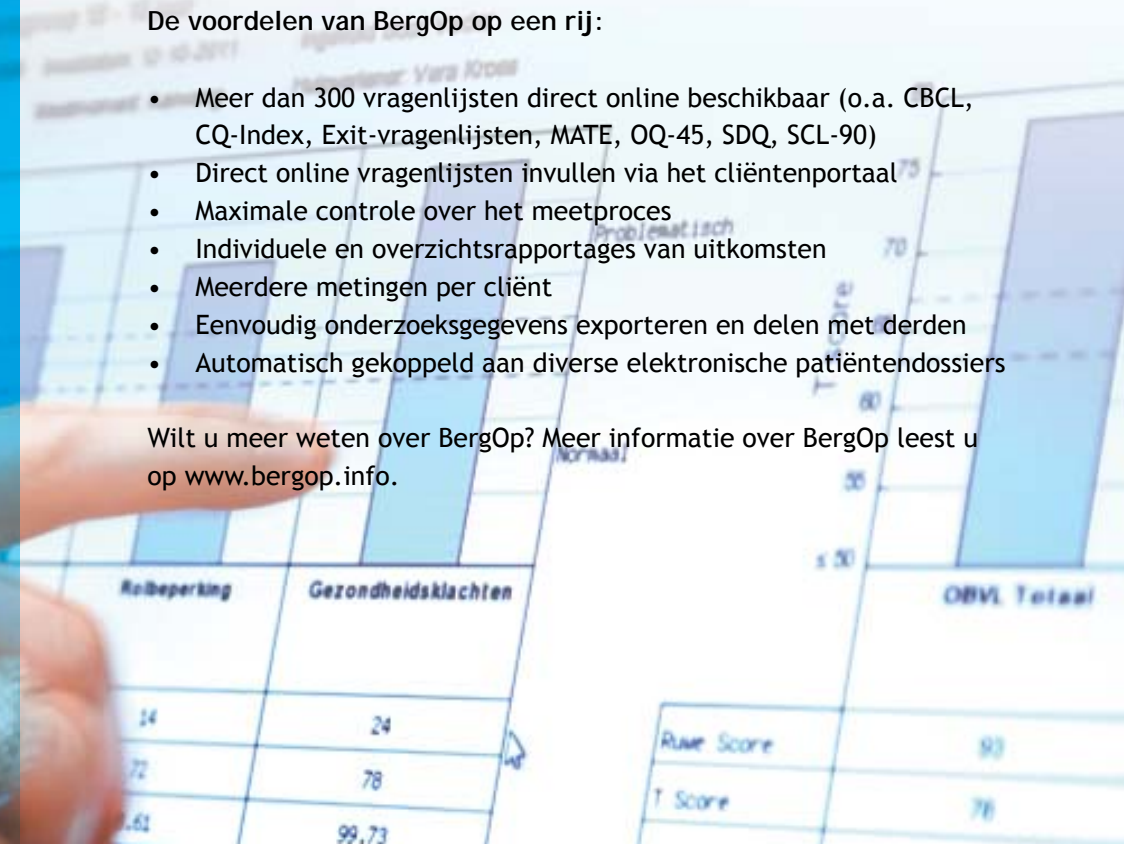 De voordelen van BergOp op een rij:
• Meer dan 300 vragenlijsten direct online beschikbaar (o.a. CBCL,
CQ-Index, Exit-vragenlijsten, MATE, OQ-45, SDQ, SCL-90)
• Direct online vragenlijsten invullen via het cliëntenportaal
• Maximale controle over het meetproces
• Individuele en overzichtsrapportages van uitkomsten
• Meerdere metingen per cliënt
• Eenvoudig onderzoeksgegevens exporteren en delen met derden
• Automatisch gekoppeld aan diverse elektronische patiëntendossiers
Wilt u meer weten over BergOp? Meer informatie over BergOp leest u
op www.bergop.info.
Problematisch
Normaal
75
70
60
55
≤ 50
Rolbeperking Gezondheidsklachten
OBVL Totaal
14 24
72 78
99,73
Ruwe Score 93
T Score